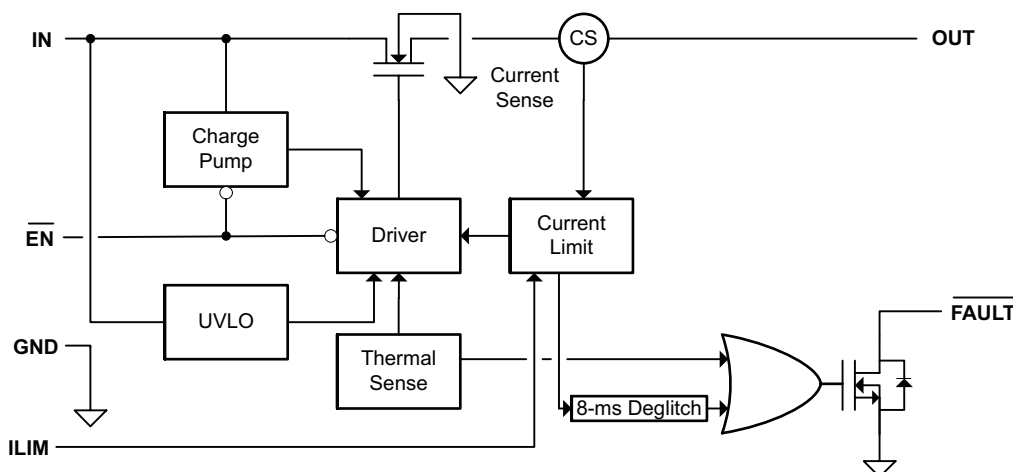 IN
CS
OUT
Current
Sense
Charge
Pump
EN
Driver
Current
Limit
UVLO
FAULT
GND
Thermal
Sense
8-ms Deglitch
ILIM